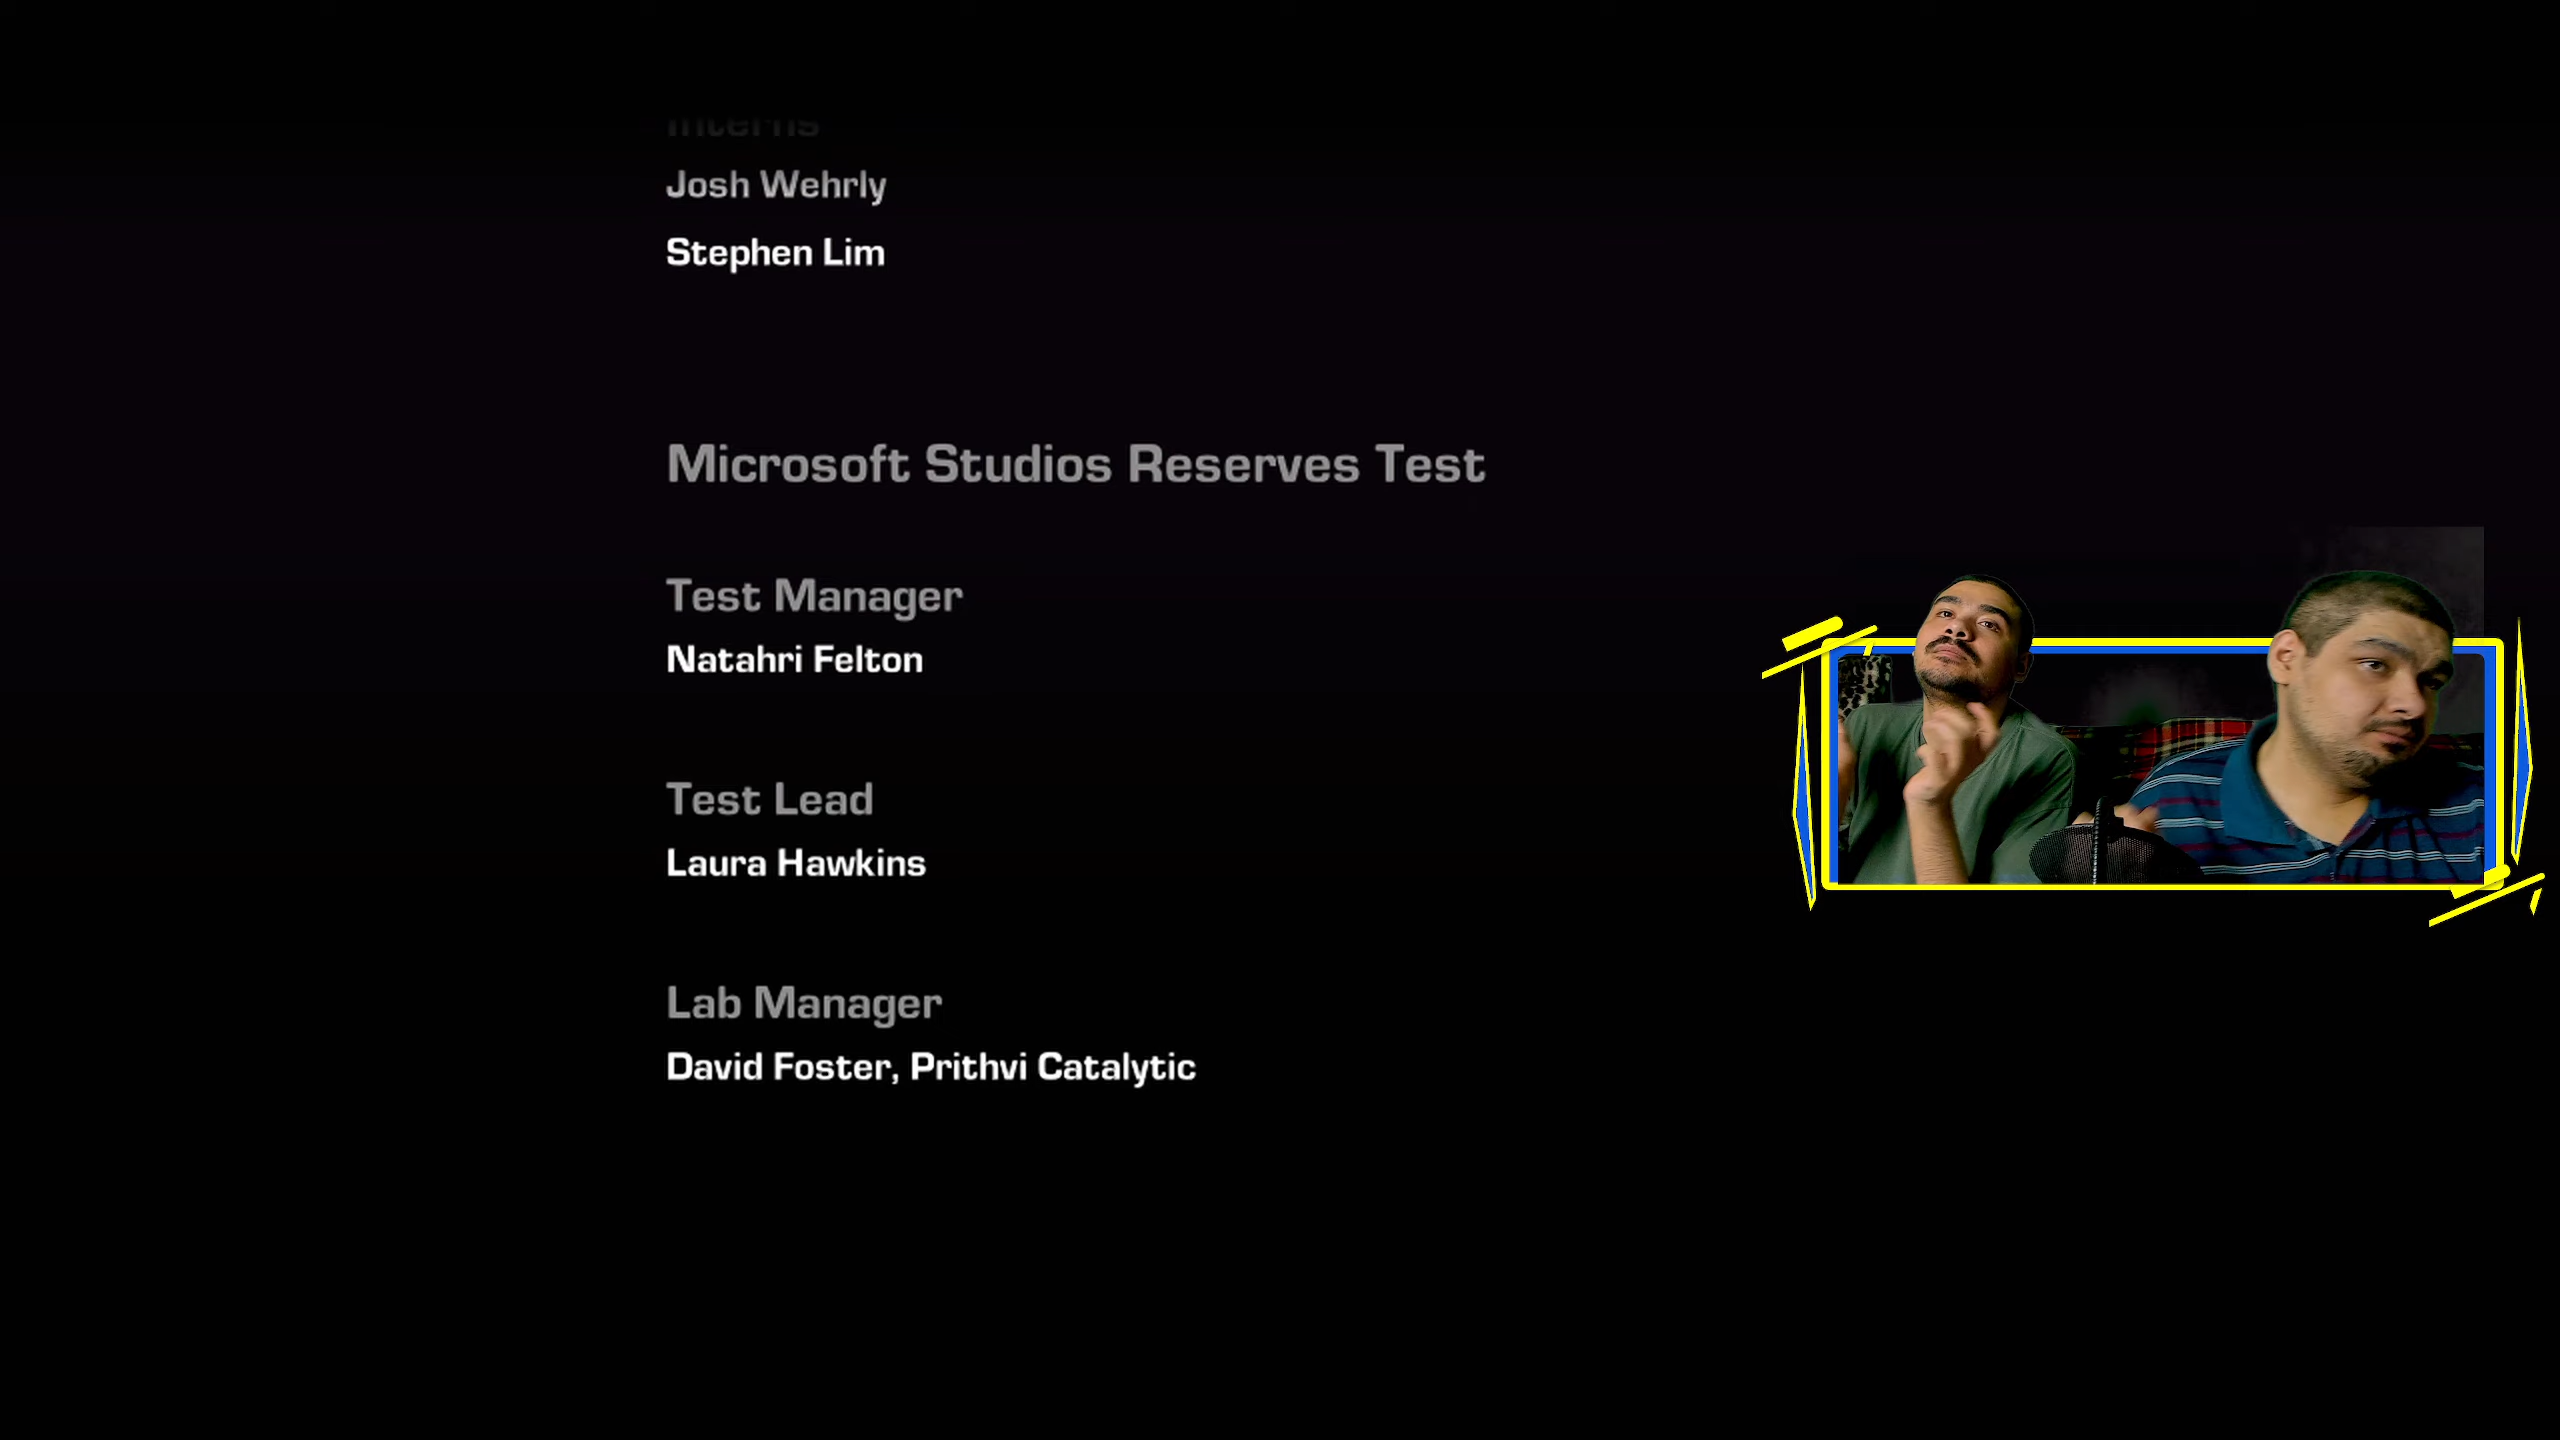 Interns
Josh Wehrly
Stephen Lim
Microsoft Studios Reserves Test
Test Manager
Natahri Felton
Test Lead
Laura Hawkins
Lab Manager
David Foster, Prithvi Catalytic